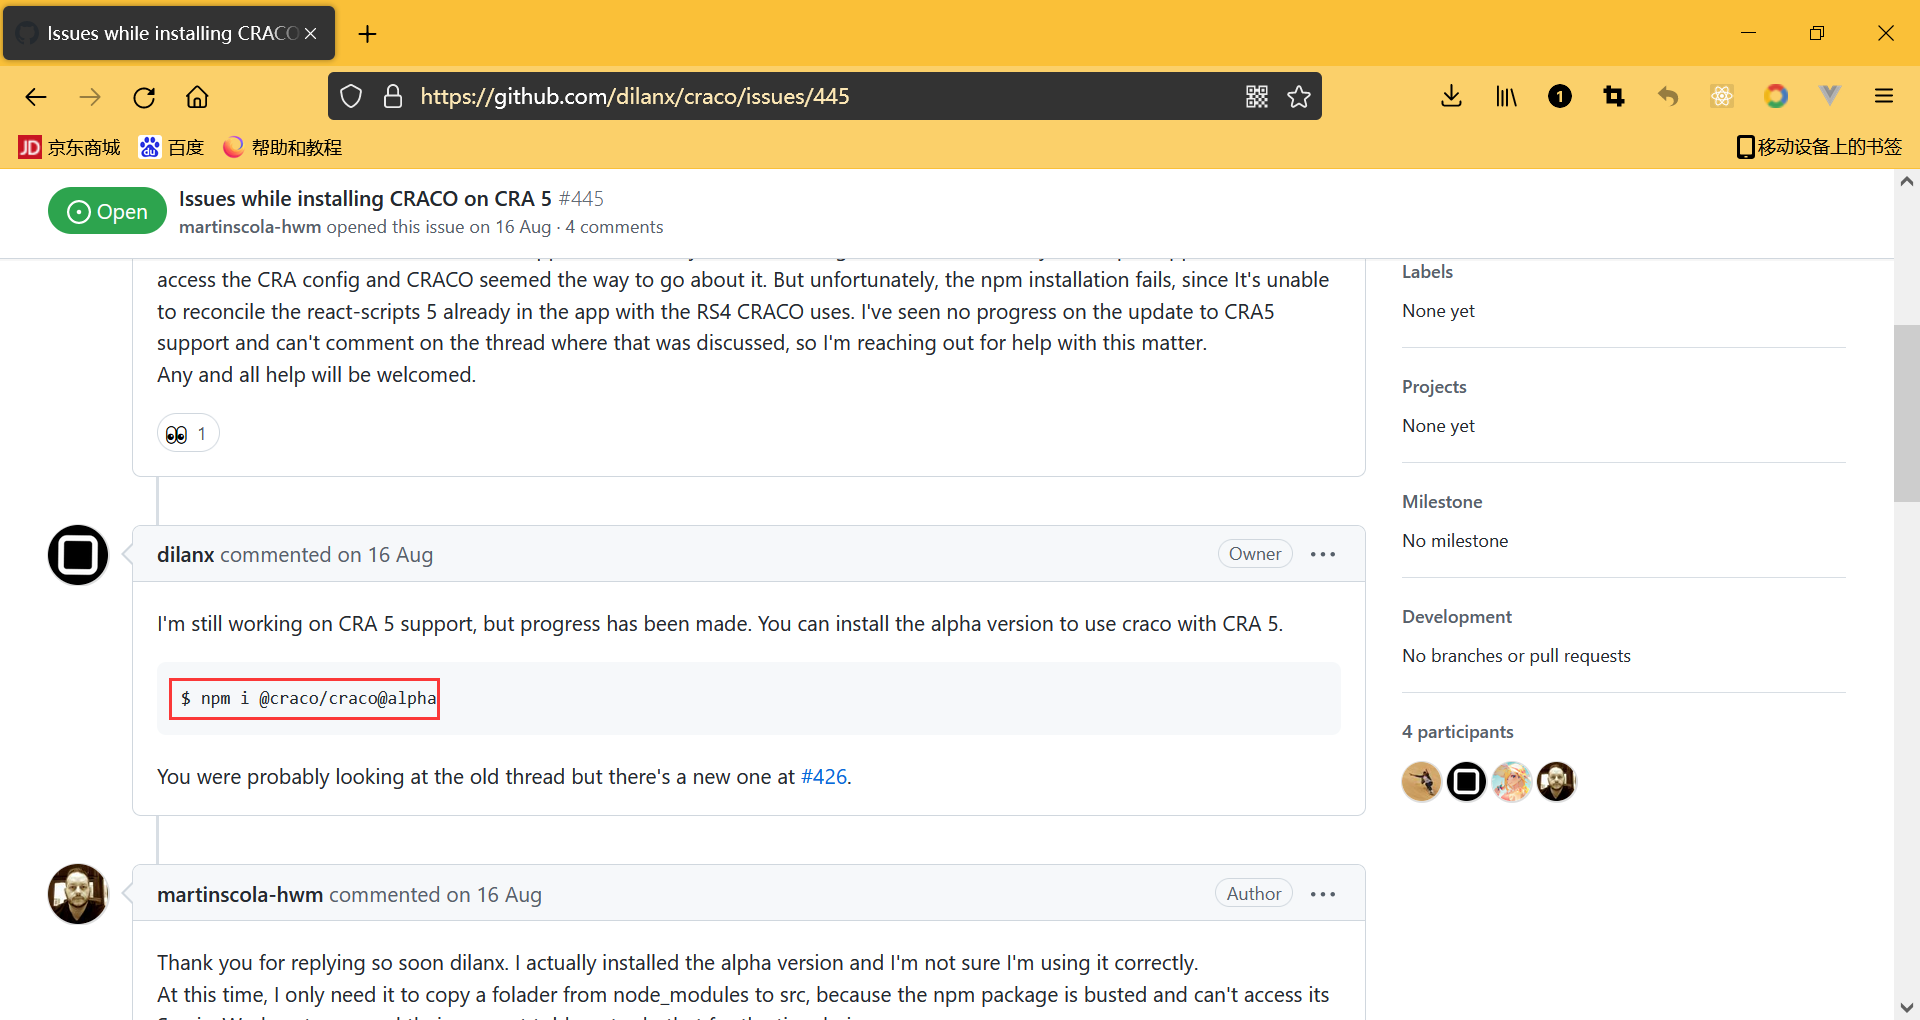 Issues while installing CRACO
https://github.com/dilanx/craco/issues/445
1
JD 京东商城
du 百度
帮助和教程
移动设备上的书签
Open
Issues while installing CRACO on CRA 5 #445
martinscola-hwm opened this issue on 16 Aug · 4 comments
access the CRA config and CRACO seemed the way to go about it. But unfortunately, the npm installation fails, since It's unable
to reconcile the react-scripts 5 already in the app with the RS4 CRACO uses. I've seen no progress on the update to CRA5
support and can't comment on the thread where that was discussed, so I'm reaching out for help with this matter.
Any and all help will be welcomed.
👀 1
dilanx commented on 16 Aug
Owner
I'm still working on CRA 5 support, but progress has been made. You can install the alpha version to use craco with CRA 5.
$ npm i @craco/craco@alpha
You were probably looking at the old thread but there's a new one at #426.
martinscola-hwm commented on 16 Aug
Author
Thank you for replying so soon dilanx. I actually installed the alpha version and I'm not sure I'm using it correctly.
At this time, I only need it to copy a folader from node_modules to src, because the npm package is busted and can't access its
Labels
None yet
Projects
None yet
Milestone
No milestone
Development
No branches or pull requests
4 participants